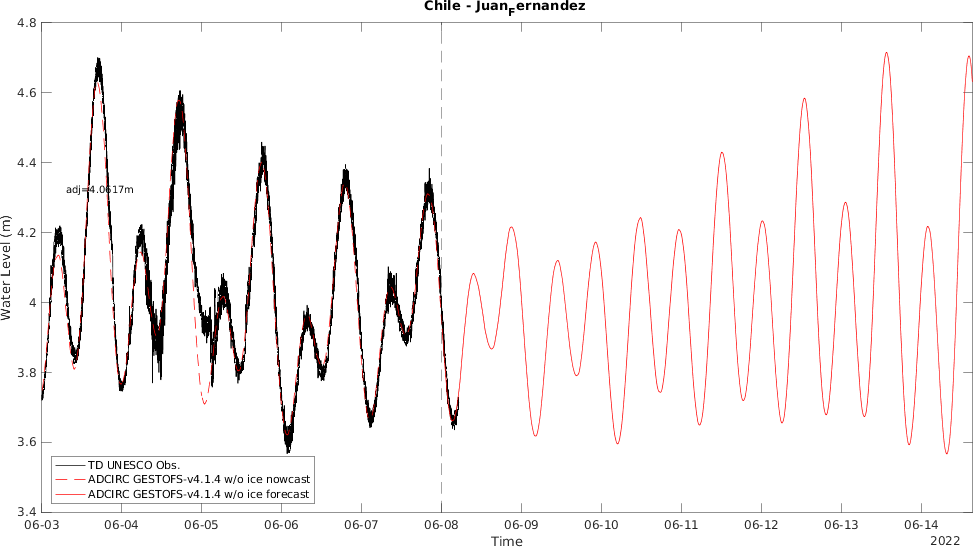 Chile - Juan_Fernandez
4.8
4.6
4.4
4.2
4
3.8
3.6
3.4
Water Level (m)
adj=4.0617m
TD UNESCO Obs.
ADCIRC GESTOFS-v4.1.4 w/o ice nowcast
ADCIRC GESTOFS-v4.1.4 w/o ice forecast
06-03 06-04 06-05 06-06 06-07 06-08 06-09 06-10 06-11 06-12 06-13 06-14
Time
2022